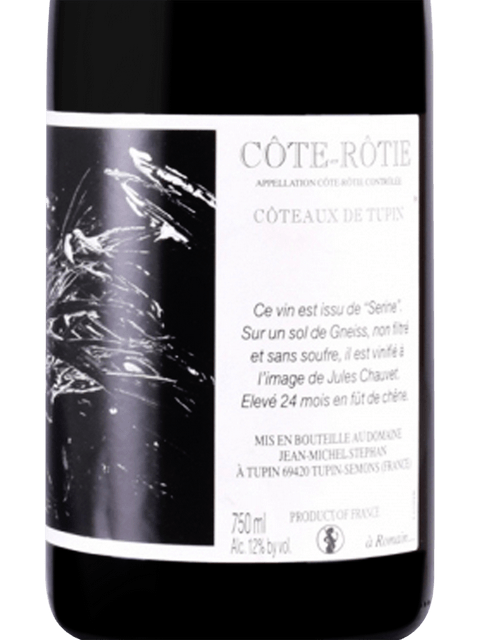 CÔTE-RÔTIE
APPELLATION CÔTE-RÔTIE CONTRÔLÉE
CÔTEAUX DE TUPIN
Ce vin est issu de "Serine".
Sur un sol de Gneiss, non filtré
et sans soufre, il est vinifié à
l'image de Jules Chauvet.
Elevé 24 mois en fût de chêne.
MIS EN BOUTEILLE AU DOMAINE
JEAN-MICHEL STEPHAN
À TUPIN 69420 TUPIN-SEMONS (FRANCE)
750 ml PRODUCT OF FRANCE
Alc. 12% by vol. à Romain...